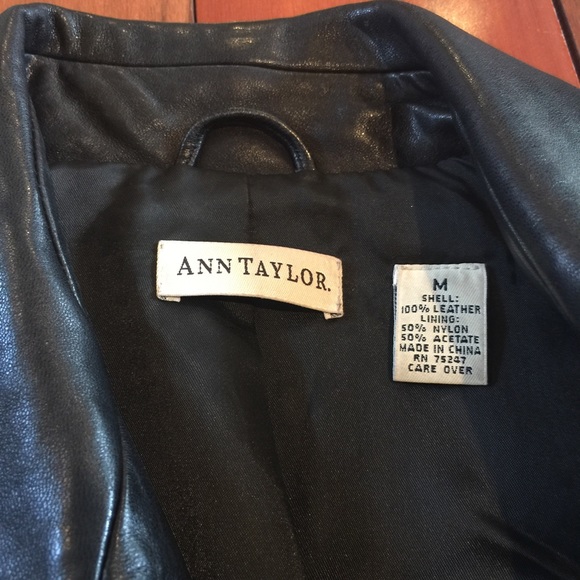 ANN TAYLOR.
M
SHELL:
100% LEATHER
LINING:
50% NYLON
50% ACETATE
MADE IN CHINA
RN 75247
CARE OVER